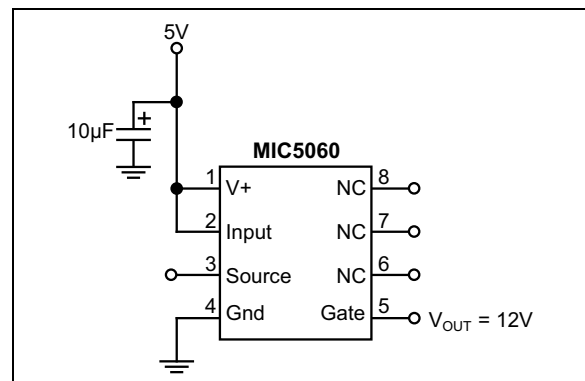 5V
+
10µF
MIC5060
1 V+ NC 8
2 Input NC 7
3 Source NC 6
4 Gnd Gate 5
VOUT = 12V